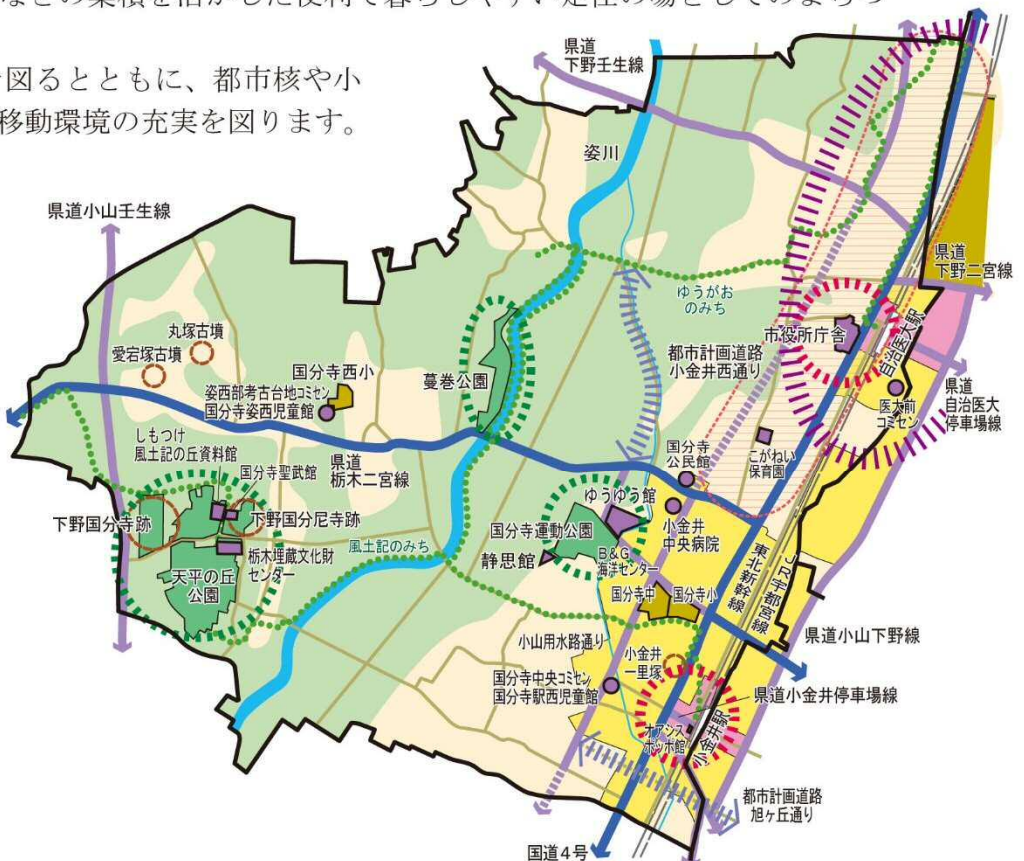 などの集積を活かした便利で暮らしやすい定住の場としてのまちづ
図るとともに、都市核や小
移動環境の充実を図ります。
県道
下野壬生線
姿川
県道小山壬生線
県道
下野二宮線
ゆうがお
のみち
自治医大駅
市役所庁舎
丸塚古墳
愛宕塚古墳
国分寺西小
蔓巻公園
都市計画道路
小金井西通り
姿西部考古台地コミセン
国分寺姿西児童館
医大前
コミセン
県道
自治医大
停車場線
しもつけ
風土記の丘資料館
国分寺聖武館
県道
栃木二宮線
国分寺
公民館
こがねい
保育園
ゆうゆう館
下野国分寺跡
下野国分尼寺跡
国分寺運動公園
小金井
中央病院
風土記のみち
栃木埋蔵文化財
センター
静思館
B&G
海洋センター
東北新幹線
JR宇都宮線
天平の丘
公園
国分寺中
国分寺小
県道小山下野線
小山用水路通り
小金井
一里塚
国分寺中央コミセン
国分寺駅西児童館
県道小金井停車場線
オアシス
ポッポ館
小金井駅
都市計画道路
旭ヶ丘通り
国道4号